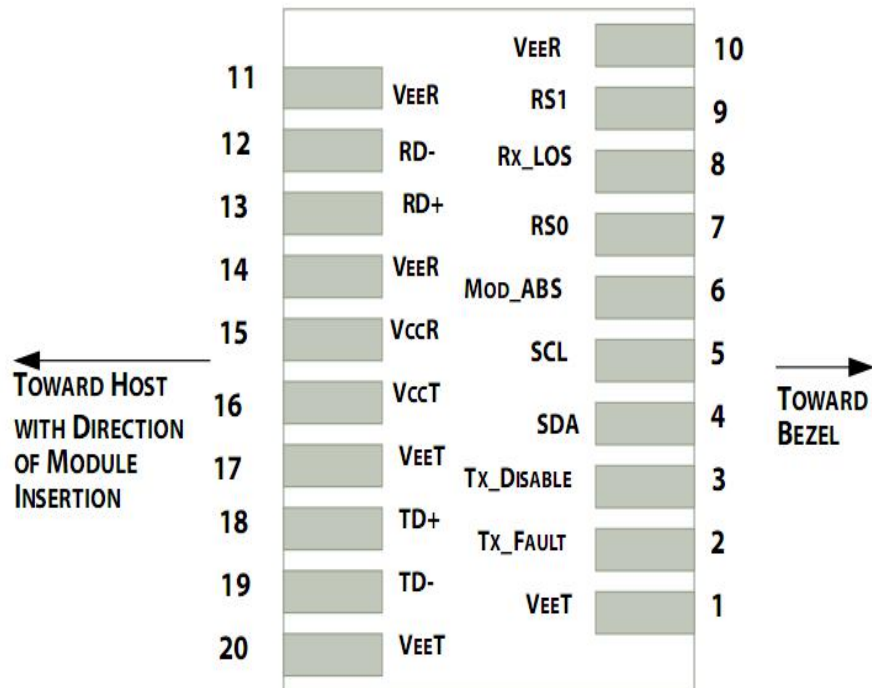 VEER
10
11
VEER
RS1
9
12
RD-
RX_LOS
8
13
RD+
RS0
7
14
VEER
MOD_ABS
6
15
VCCR
SCL
5
TOWARD HOST
WITH DIRECTION
OF MODULE
INSERTION
16
VCCT
SDA
4
TOWARD
BEZEL
17
VEET
TX_DISABLE
3
18
TD+
TX_FAULT
2
19
TD-
VEET
1
20
VEET